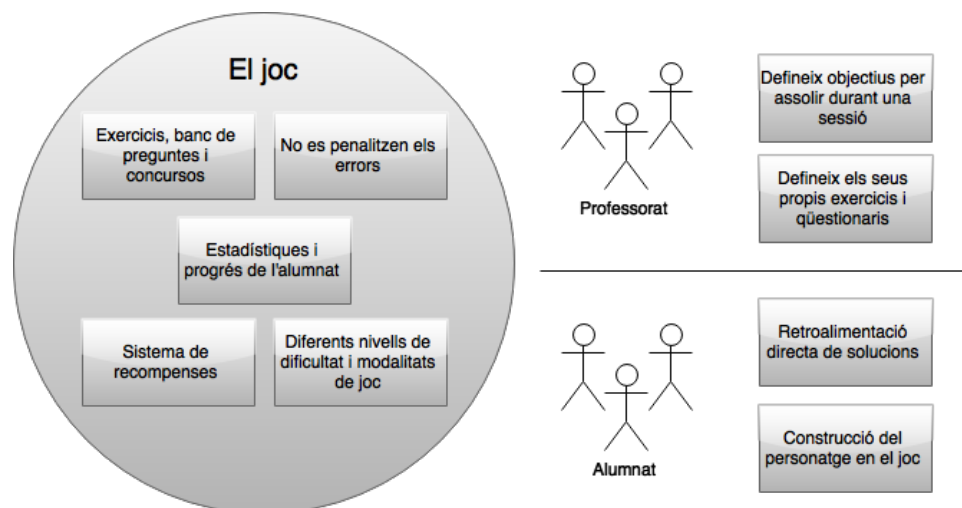 El joc
Exercicis, banc de
preguntes i
concursos
No es penalitzen els
errors
Estadístiques i
progrés de l'alumnat
Sistema de
recompenses
Diferents nivells de
dificultat i modalitats
de joc
Professorat
Defineix objectius per
assolir durant una
sessió
Defineix els seus
propis exercicis i
qüestionaris
Alumnat
Retroalimentació
directa de solucions
Construcció del
personatge en el joc